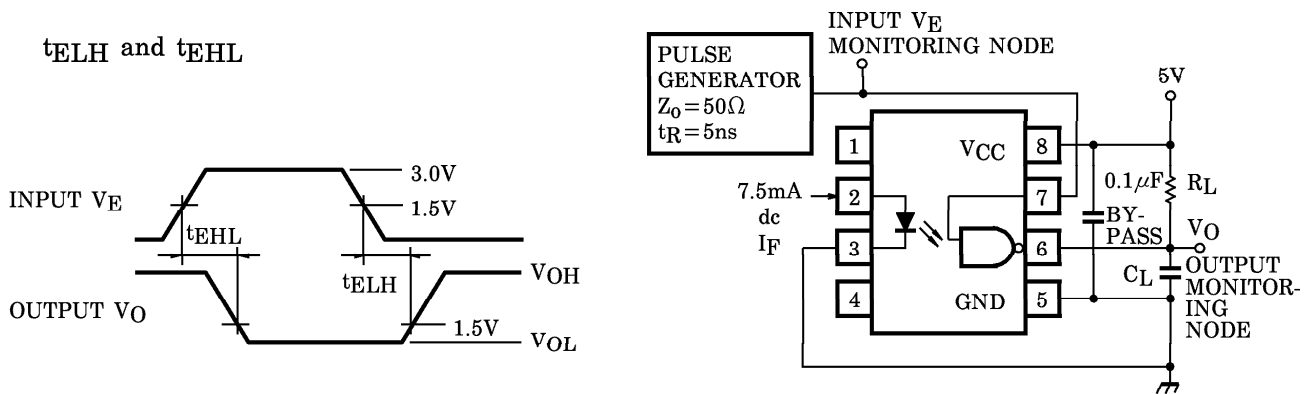 tELH and tEHL
INPUT VE
3.0V
1.5V
tEHL
tELH
VOH
OUTPUT VO
1.5V
VOL
INPUT VE
MONITORING NODE
PULSE
GENERATOR
Zo=50Ω
tR=5ns
5V
1
VCC
8
7.5mA
dc
IF
2
7
0.1μF
RL
BY-
PASS
3
6
VO
4
GND
5
CL
OUTPUT
MONITOR-
ING
NODE